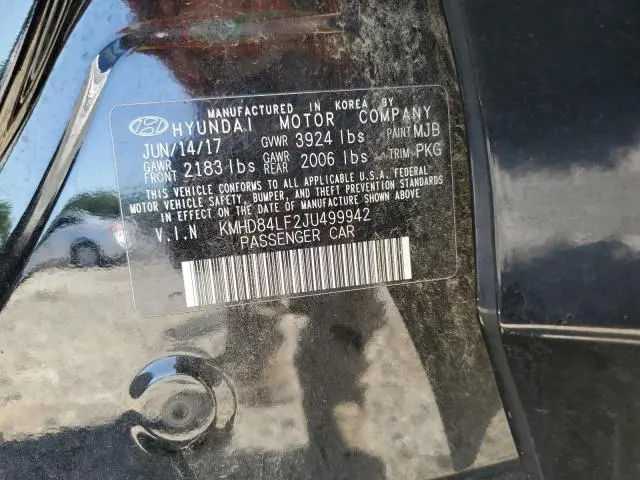 MANUFACTURED IN KOREA BY
HYUNDAI MOTOR COMPANY
JUN/14/17 GVWR 3924 lbs PAINT MJB
GAWR FRONT 2183 lbs GAWR REAR 2006 lbs TRIM PKG
THIS VEHICLE CONFORMS TO ALL APPLICABLE U.S.A. FEDERAL
MOTOR VEHICLE SAFETY, BUMPER, AND THEFT PREVENTION STANDARDS
IN EFFECT ON THE DATE OF MANUFACTURE SHOWN ABOVE
V.I.N KMHD84LF2JU499942
PASSENGER CAR